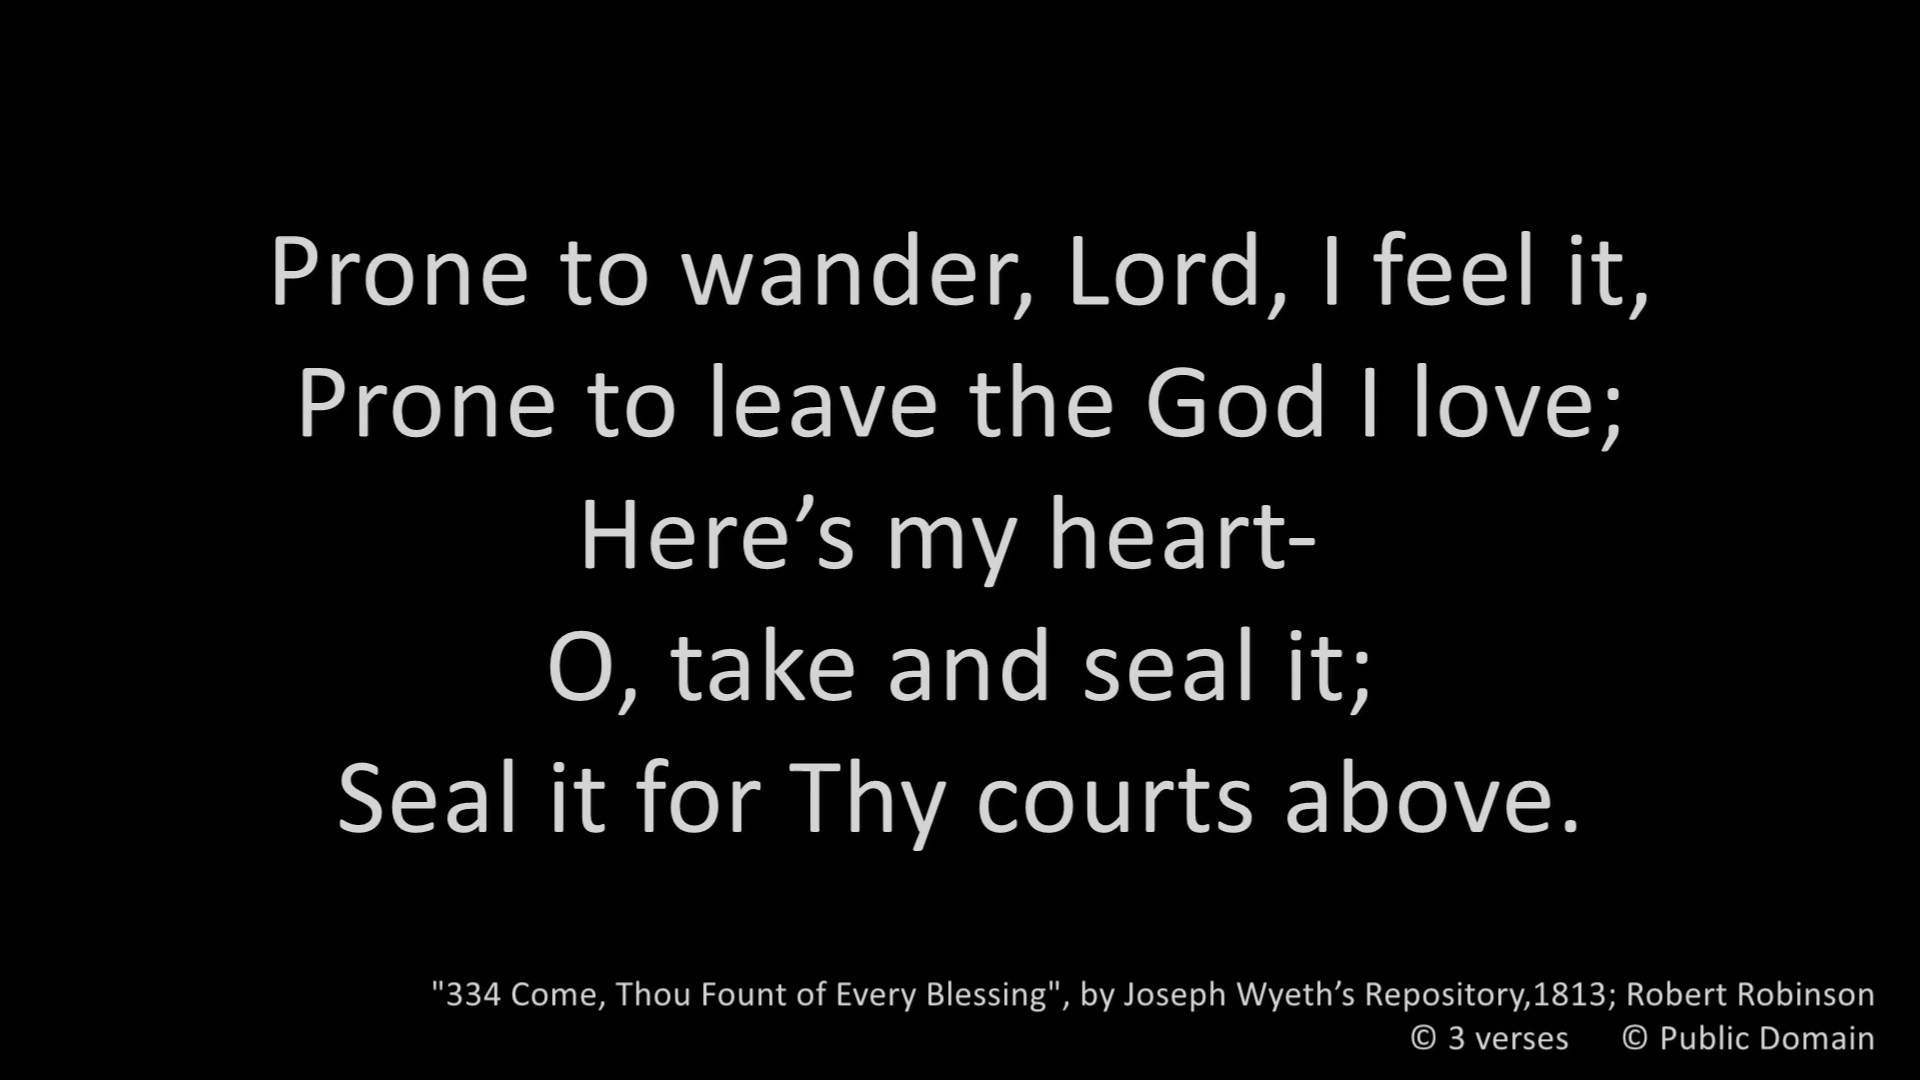 Prone to wander, Lord, I feel it,
Prone to leave the God I love;
Here’s my heart-
O, take and seal it;
Seal it for Thy courts above.
"334 Come, Thou Fount of Every Blessing", by Joseph Wyeth’s Repository,1813; Robert Robinson
© 3 verses © Public Domain